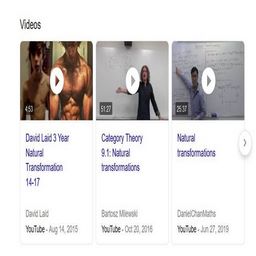 Videos
4:53
51:27
25:37
David Laid 3 Year
Natural
Transformation
14-17
Category Theory
9.1: Natural
transformations
Natural
transformations
David Laid
YouTube - Aug 14, 2015
Bartosz Milewski
YouTube - Oct 20, 2016
DanielChanMaths
YouTube - Jun 27, 2019